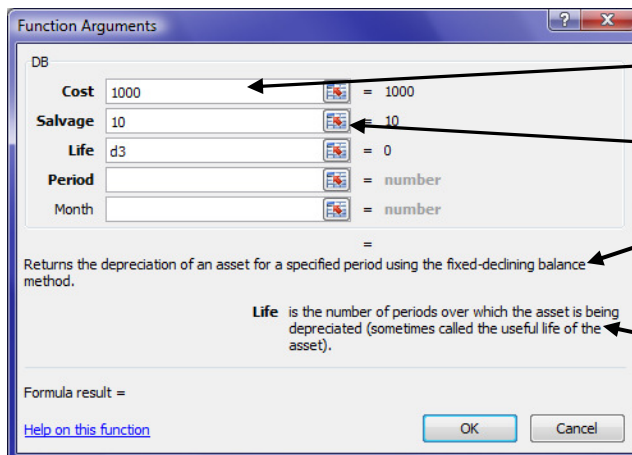 Function Arguments
DB
Cost 1000 = 1000
Salvage 10 = 10
Life d3 = 0
Period = number
Month = number
=
Returns the depreciation of an asset for a specified period using the fixed-declining balance
method.
Life is the number of periods over which the asset is being
depreciated (sometimes called the useful life of the
asset).
Formula result =
Help on this function OK Cancel